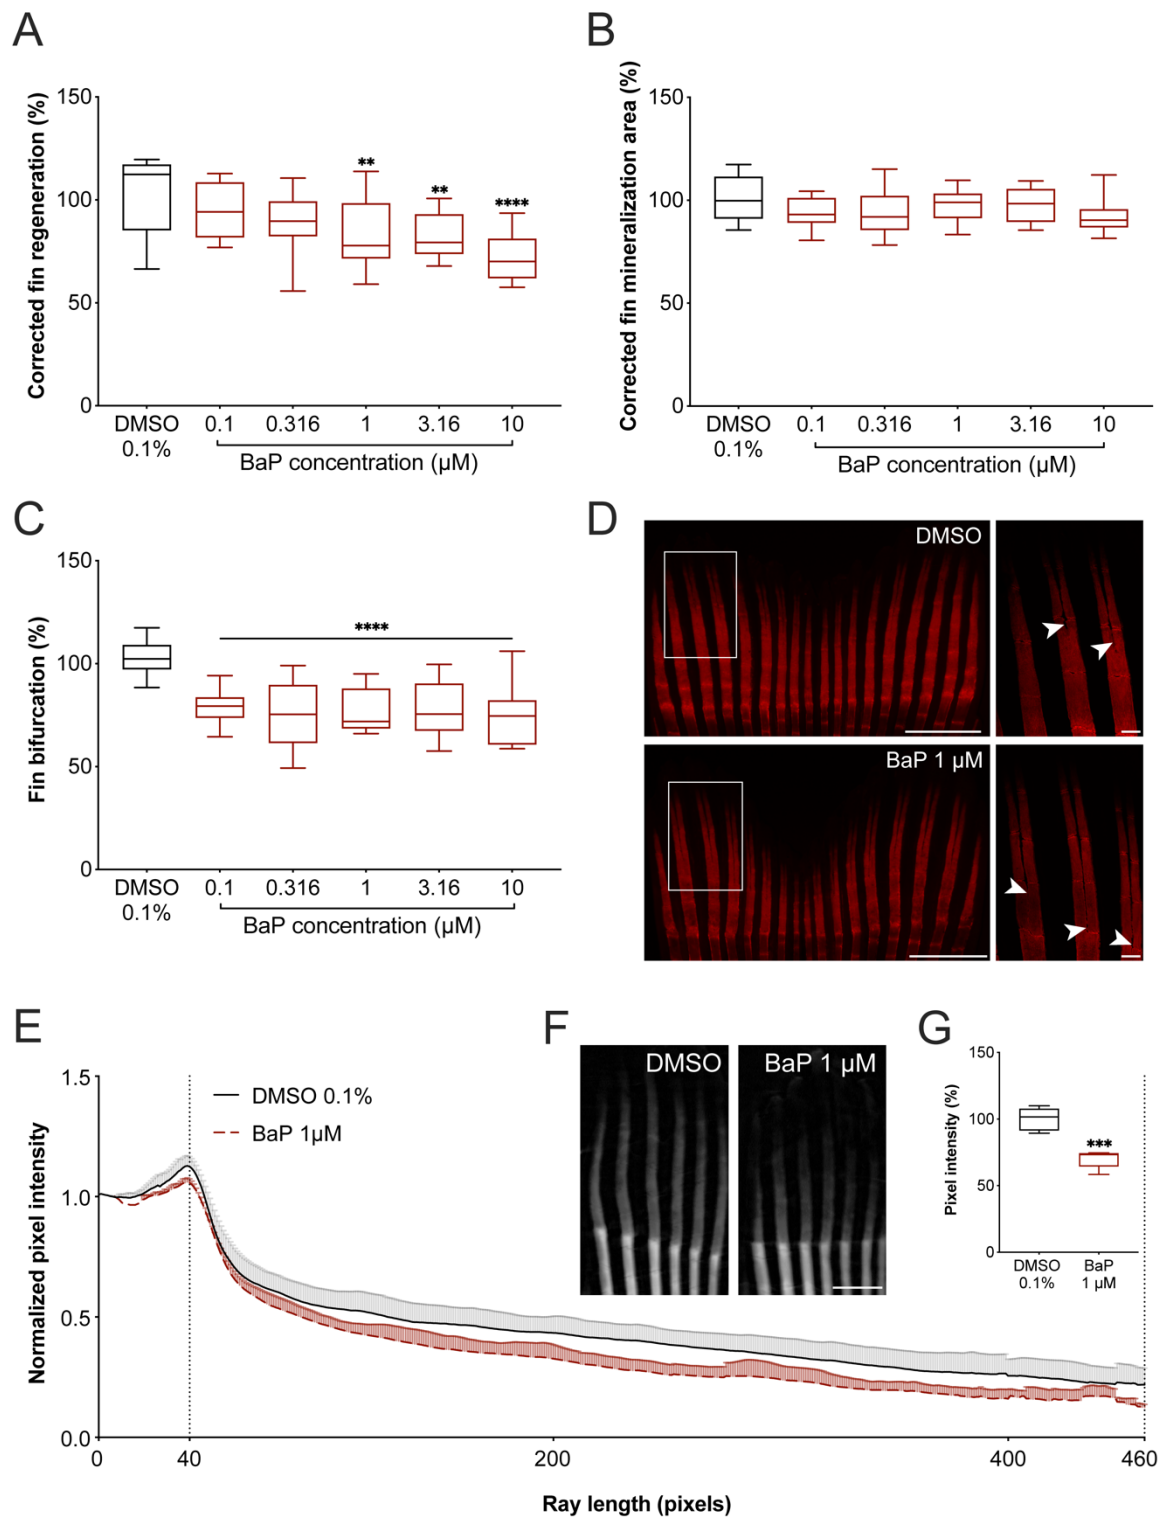 A
Corrected fin regeneration (%)
150
100
50
0
** ** ****
DMSO 0.1%
0.1 0.316 1 3.16 10
BaP concentration (µM)
B
Corrected fin mineralization area (%)
150
100
50
0
DMSO 0.1%
0.1 0.316 1 3.16 10
BaP concentration (µM)
C
Fin bifurcation (%)
150
100
50
0
****
DMSO 0.1%
0.1 0.316 1 3.16 10
BaP concentration (µM)
D
DMSO
BaP 1 µM
E
Normalized pixel intensity
1.5
1.0
0.5
0.0
DMSO 0.1%
BaP 1µM
0 40 200 400 460
Ray length (pixels)
F
DMSO
BaP 1 µM
G
Pixel intensity (%)
150
100
50
0
***
DMSO 0.1%
BaP 1 µM